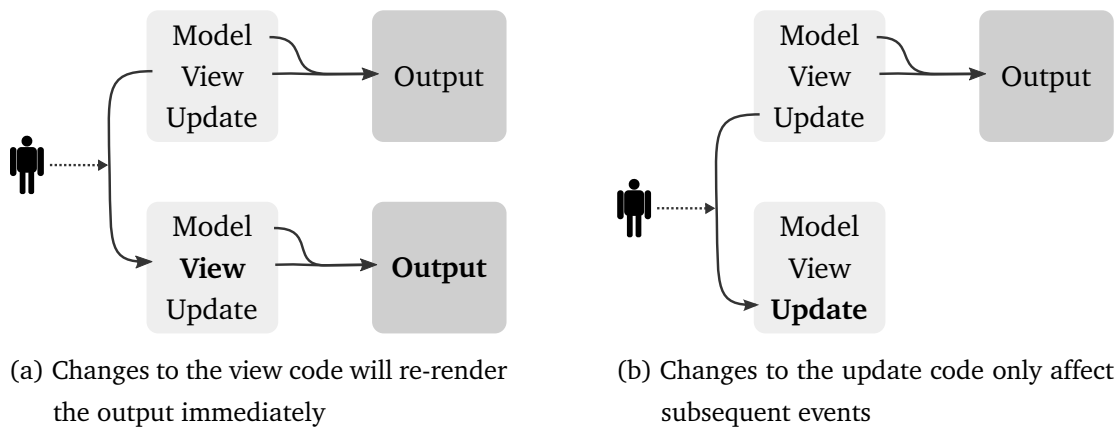 Model
View
Update
Output
Model
View
Update
Output
(a) Changes to the view code will re-render
the output immediately
Model
View
Update
Output
Model
View
Update
(b) Changes to the update code only affect
subsequent events